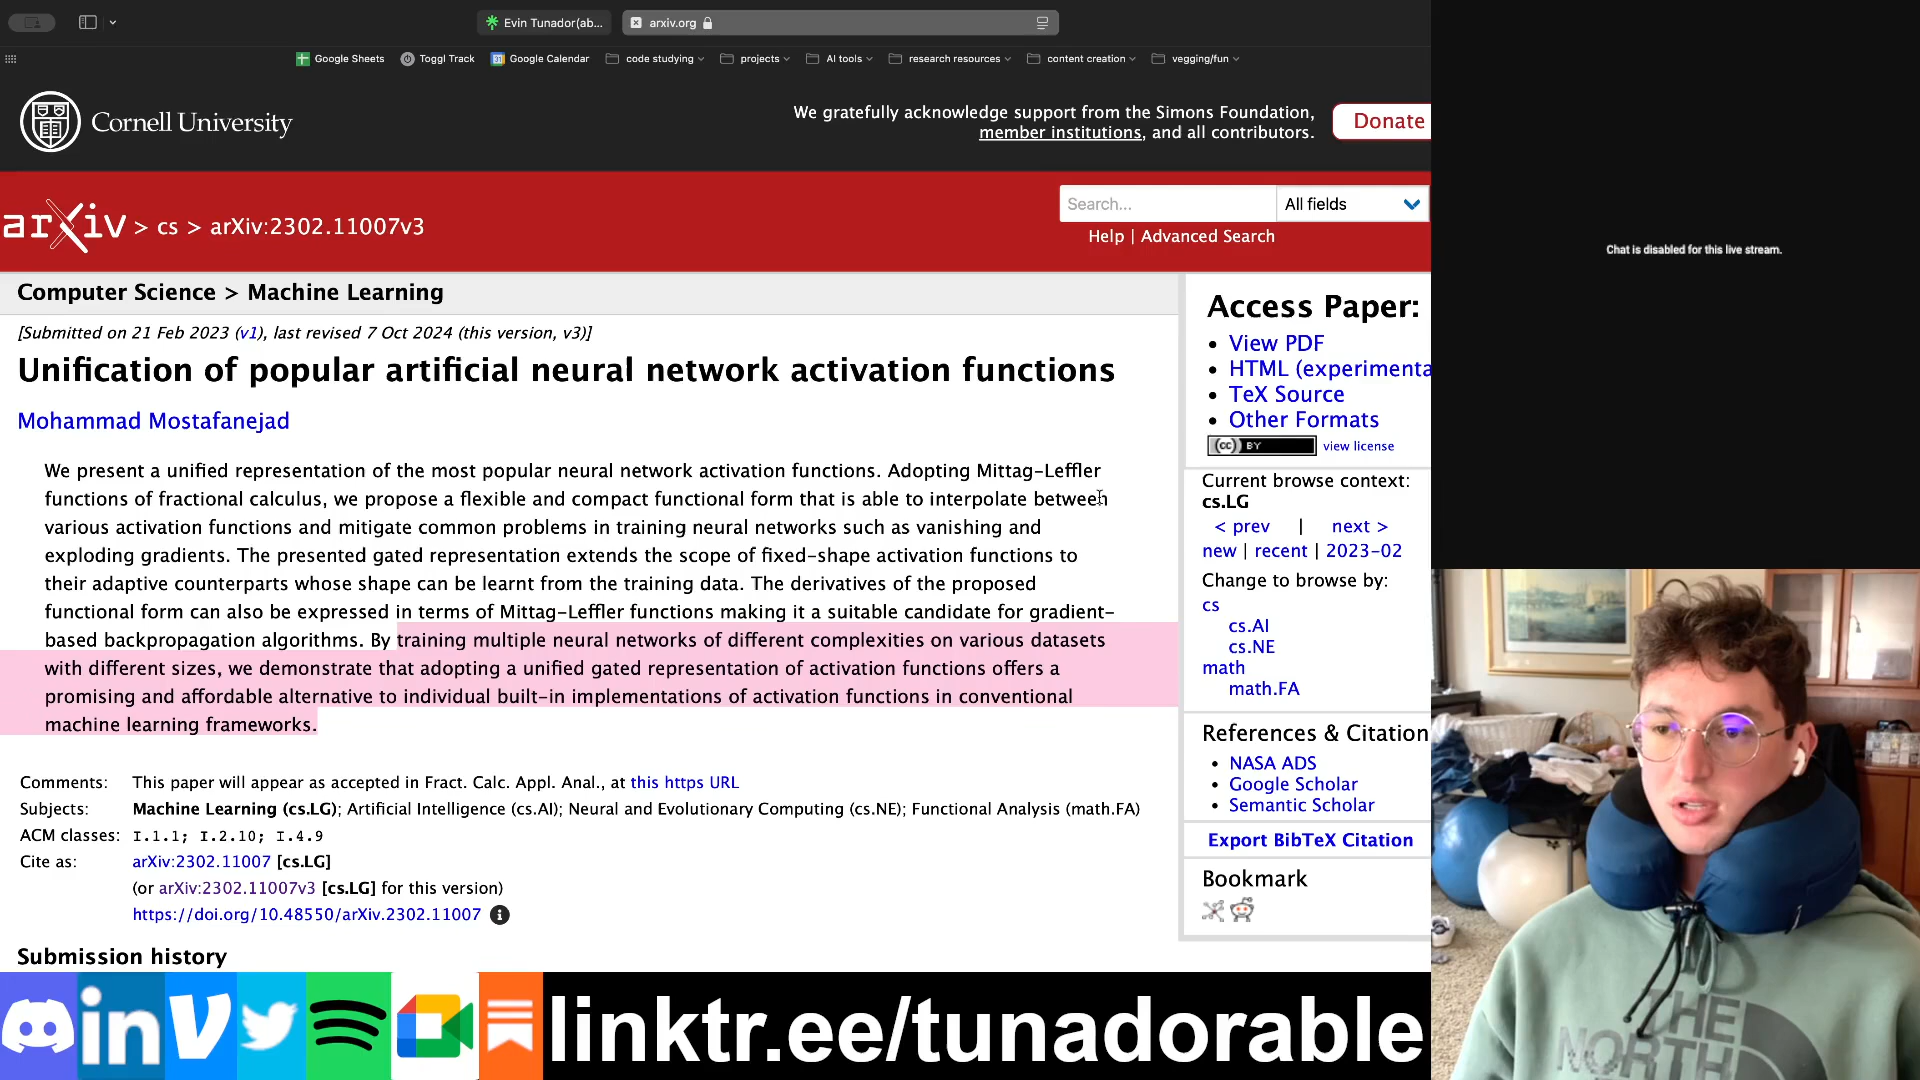 Evin Tunador(ab...
arxiv.org
Google Sheets
Toggl Track
Google Calendar
code studying
projects
AI tools
research resources
content creation
vegging/fun
Cornell University
We gratefully acknowledge support from the Simons Foundation,
member institutions, and all contributors.
Donate
arXiv > cs > arXiv:2302.11007v3
Search...
All fields
Help | Advanced Search
Computer Science > Machine Learning
[Submitted on 21 Feb 2023 (v1), last revised 7 Oct 2024 (this version, v3)]
Unification of popular artificial neural network activation functions
Mohammad Mostafanejad
We present a unified representation of the most popular neural network activation functions. Adopting Mittag-Leffler
functions of fractional calculus, we propose a flexible and compact functional form that is able to interpolate between
various activation functions and mitigate common problems in training neural networks such as vanishing and
exploding gradients. The presented gated representation extends the scope of fixed-shape activation functions to
their adaptive counterparts whose shape can be learnt from the training data. The derivatives of the proposed
functional form can also be expressed in terms of Mittag-Leffler functions making it a suitable candidate for gradient-
based backpropagation algorithms. By training multiple neural networks of different complexities on various datasets
with different sizes, we demonstrate that adopting a unified gated representation of activation functions offers a
promising and affordable alternative to individual built-in implementations of activation functions in conventional
machine learning frameworks.
Comments: This paper will appear as accepted in Fract. Calc. Appl. Anal., at this https URL
Subjects: Machine Learning (cs.LG); Artificial Intelligence (cs.AI); Neural and Evolutionary Computing (cs.NE); Functional Analysis (math.FA)
ACM classes: I.1.1; I.2.10; I.4.9
Cite as: arXiv:2302.11007 [cs.LG]
(or arXiv:2302.11007v3 [cs.LG] for this version)
https://doi.org/10.48550/arXiv.2302.11007
Submission history
Access Paper:
View PDF
HTML (experimenta
TeX Source
Other Formats
(cc) BY view license
Current browse context:
cs.LG
< prev | next >
new | recent | 2023-02
Change to browse by:
cs
cs.AI
cs.NE
math
math.FA
References & Citation
NASA ADS
Google Scholar
Semantic Scholar
Export BibTeX Citation
Bookmark
Chat is disabled for this live stream.
THE
NORTH
in
linktr.ee/tunadorable